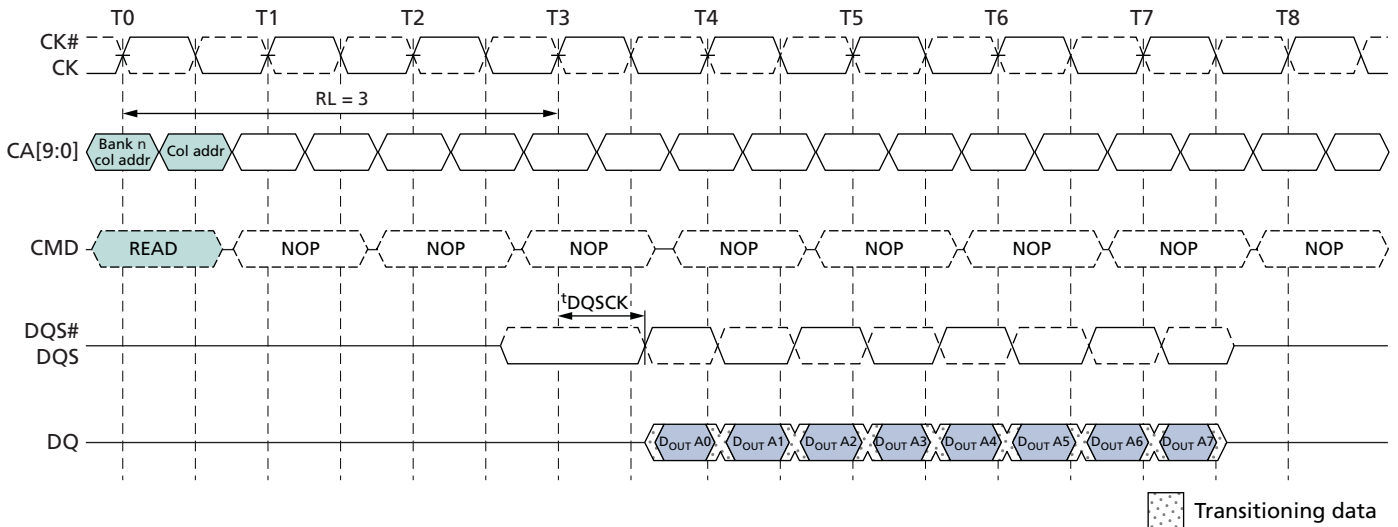 T0 T1 T2 T3 T4 T5 T6 T7 T8
CK#
CK
RL = 3
CA[9:0]
Bank n
col addr
Col addr
CMD READ NOP NOP NOP NOP NOP NOP NOP NOP
tDQSCK
DQS#
DQS
DQ DOUT A0 DOUT A1 DOUT A2 DOUT A3 DOUT A4 DOUT A5 DOUT A6 DOUT A7
Transitioning data